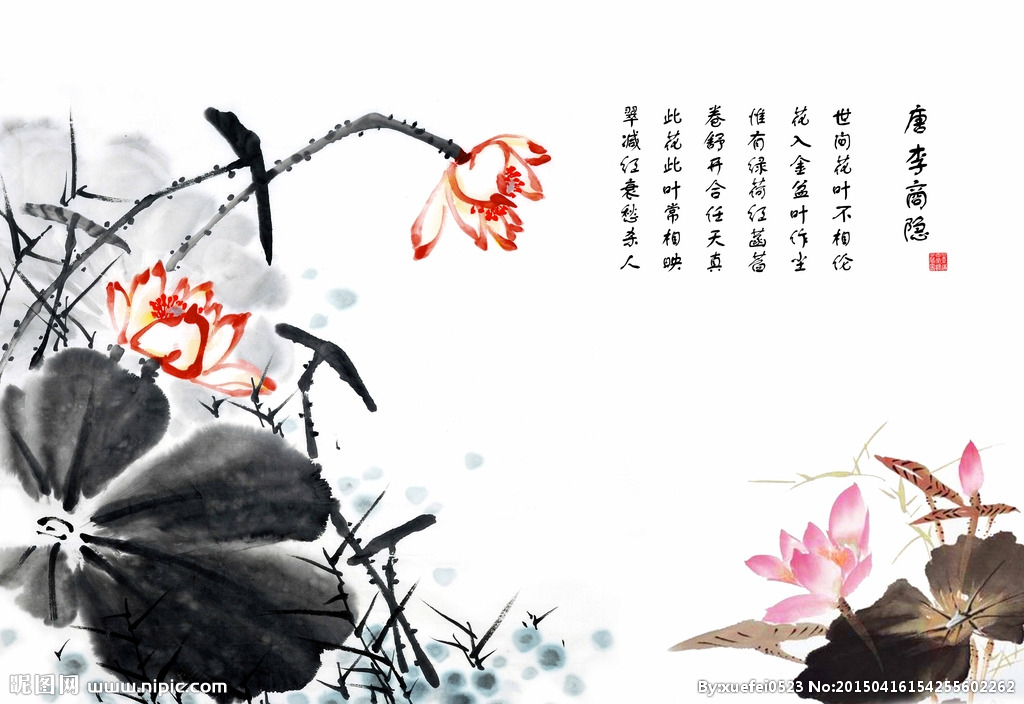 唐李商隐
世间花叶不相伦
花入金盆叶作尘
惟有绿荷红菡萏
卷舒开合任天真
此花此叶常相映
翠减红衰愁杀人
昵图网 www.nipic.com
By:xuefei0523 No:20150416154255602262